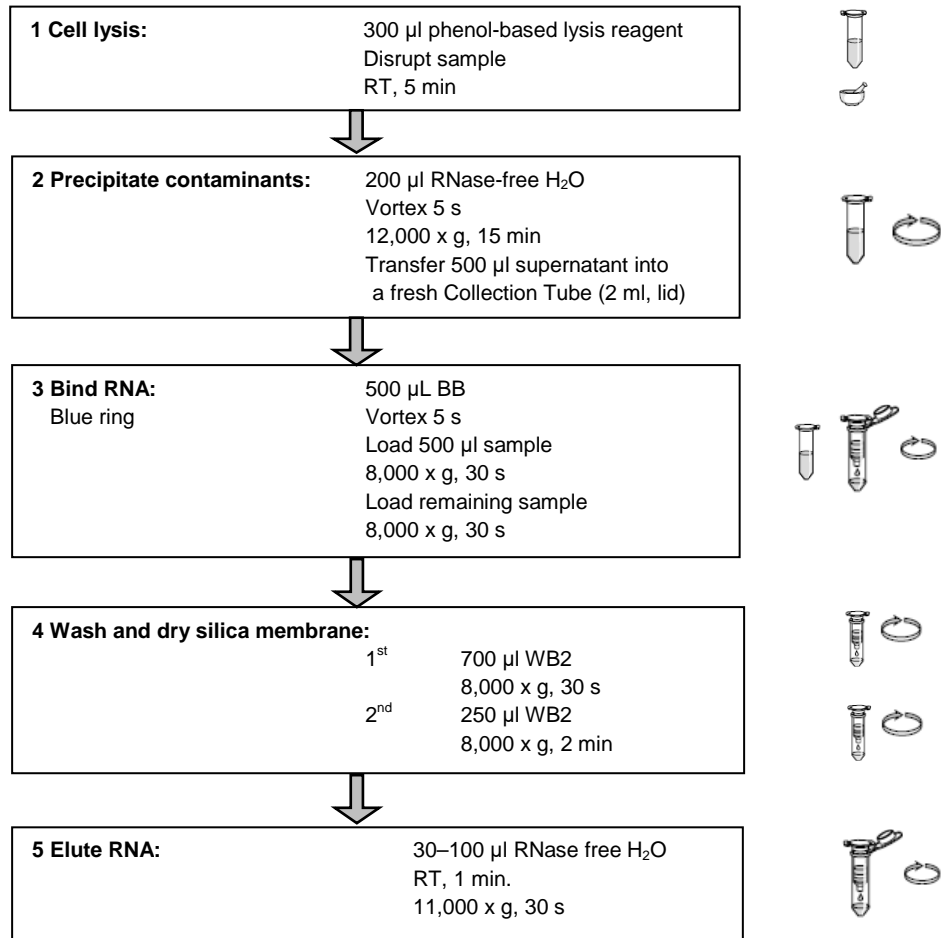 1 Cell lysis: 300 µl phenol-based lysis reagent
Disrupt sample
RT, 5 min
2 Precipitate contaminants: 200 µl RNase-free H₂O
Vortex 5 s
12,000 x g, 15 min
Transfer 500 µl supernatant into
a fresh Collection Tube (2 ml, lid)
3 Bind RNA: 500 µL BB
Blue ring Vortex 5 s
Load 500 µl sample
8,000 x g, 30 s
Load remaining sample
8,000 x g, 30 s
4 Wash and dry silica membrane:
1st 700 µl WB2
8,000 x g, 30 s
2nd 250 µl WB2
8,000 x g, 2 min
5 Elute RNA: 30–100 µl RNase free H₂O
RT, 1 min.
11,000 x g, 30 s